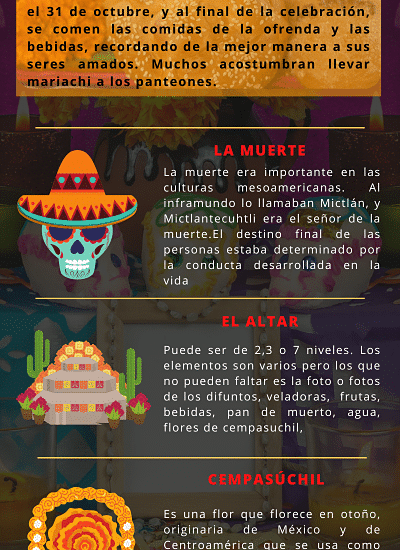 el 31 de octubre, y al final de la celebración,
se comen las comidas de la ofrenda y las
bebidas, recordando de la mejor manera a sus
seres amados. Muchos acostumbran llevar
mariachi a los panteones.
LA MUERTE
La muerte era importante en las
culturas mesoamericanas. Al
inframundo lo llamaban Mictlán, y
Mictlantecuhtli era el señor de la
muerte.El destino final de las
personas estaba determinado por
la conducta desarrollada en la
vida
EL ALTAR
Puede ser de 2,3 o 7 niveles. Los
elementos son varios pero los que
no pueden faltar es la foto o fotos
de los difuntos, veladoras, frutas,
bebidas, pan de muerto, agua,
flores de cempasuchil,
CEMPASÚCHIL
Es una flor que florece en otoño,
originaria de México y de
Centroamérica que se usa como